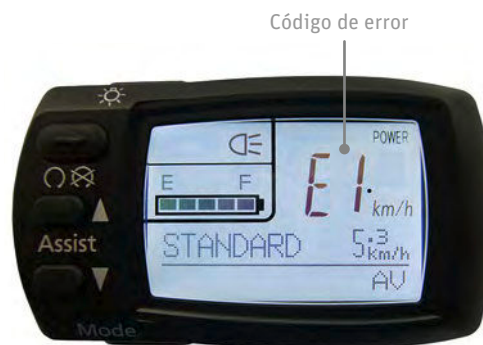 Código de error
POWER
E F
E1.
km/h
Assist
STANDARD 5.3 km/h
AV
Mode